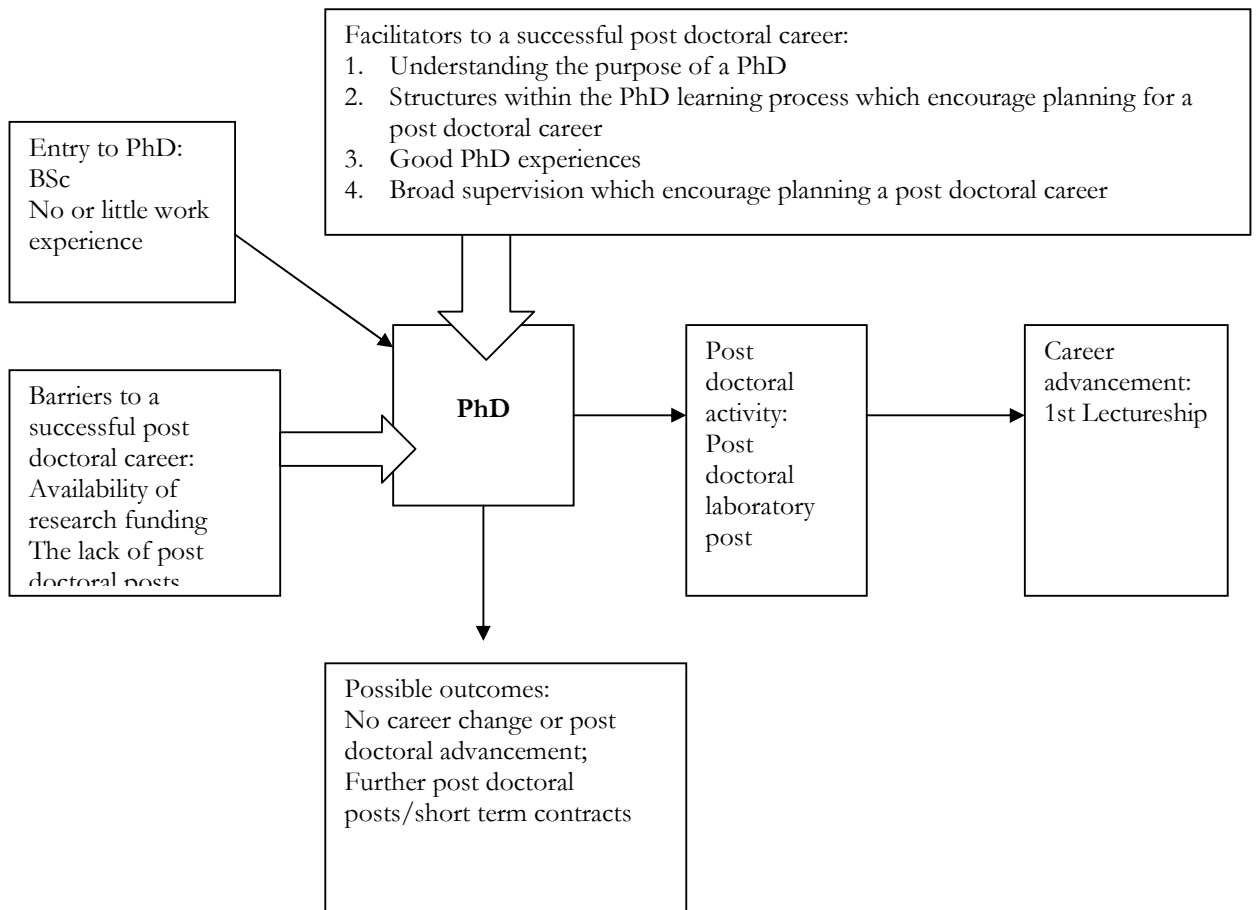 Facilitators to a successful post doctoral career:
1. Understanding the purpose of a PhD
2. Structures within the PhD learning process which encourage planning for a
post doctoral career
3. Good PhD experiences
4. Broad supervision which encourage planning a post doctoral career
Entry to PhD:
BSc
No or little work
experience
Barriers to a
successful post
doctoral career:
Availability of
research funding
The lack of post
doctoral posts
PhD
Post
doctoral
activity:
Post
doctoral
laboratory
post
Career
advancement:
1st Lectureship
Possible outcomes:
No career change or post
doctoral advancement;
Further post doctoral
posts/short term contracts